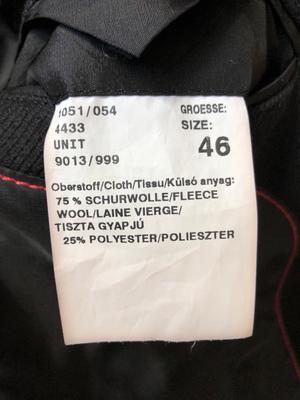 1051/054 GROESSE:
4433 SIZE:
UNIT 46
9013/999
Oberstoff/Cloth/Tissu/Külsó anyag:
75 % SCHURWOLLE/FLEECE
WOOL/LAINE VIERGE/
TISZTA GYAPJÚ
25% POLYESTER/POLIESZTER